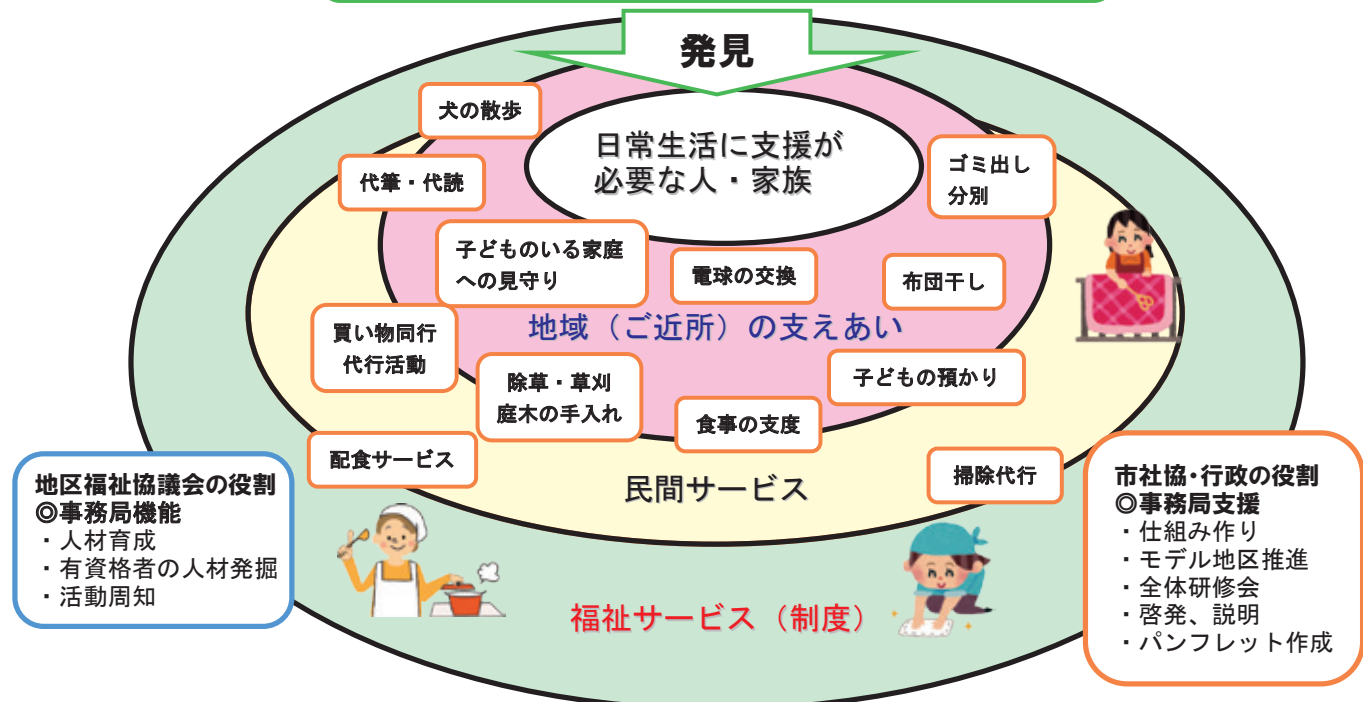 発見
日常生活に支援が
必要な人・家族
犬の散歩
代筆・代読
ゴミ出し
分別
子どものいる家庭
への見守り
電球の交換
布団干し
地域（ご近所）の支えあい
買い物同行
代行活動
除草・草刈
庭木の手入れ
子どもの預かり
食事の支度
配食サービス
民間サービス
掃除代行
福祉サービス（制度）
地区福祉協議会の役割
◎事務局機能
・人材育成
・有資格者の人材発掘
・活動周知
市社協・行政の役割
◎事務局支援
・仕組み作り
・モデル地区推進
・全体研修会
・啓発、説明
・パンフレット作成